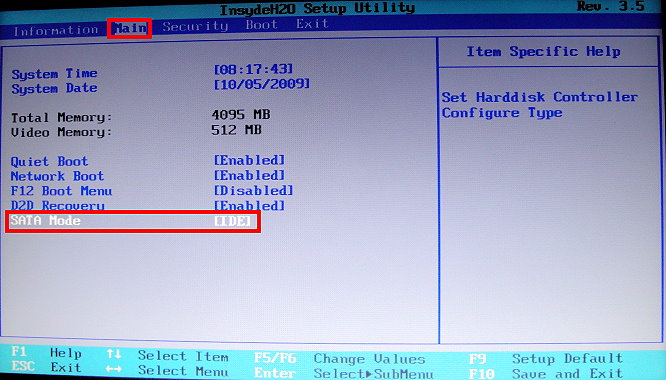 InsydeH2O Setup Utility Rev. 3.5
Information Main Security Boot Exit
Item Specific Help
System Time [08:17:43]
System Date [10/05/2009]
Set Harddisk Controller
Configure Type
Total Memory: 4095 MB
Video Memory: 512 MB
Quiet Boot [Enabled]
Network Boot [Enabled]
F12 Boot Menu [Disabled]
D2D Recovery [Enabled]
SATA Mode [IDE]
F1 Help ↑↓ Select Item F5/F6 Change Values F9 Setup Default
ESC Exit ↔ Select Menu Enter Select▶SubMenu F10 Save and Exit